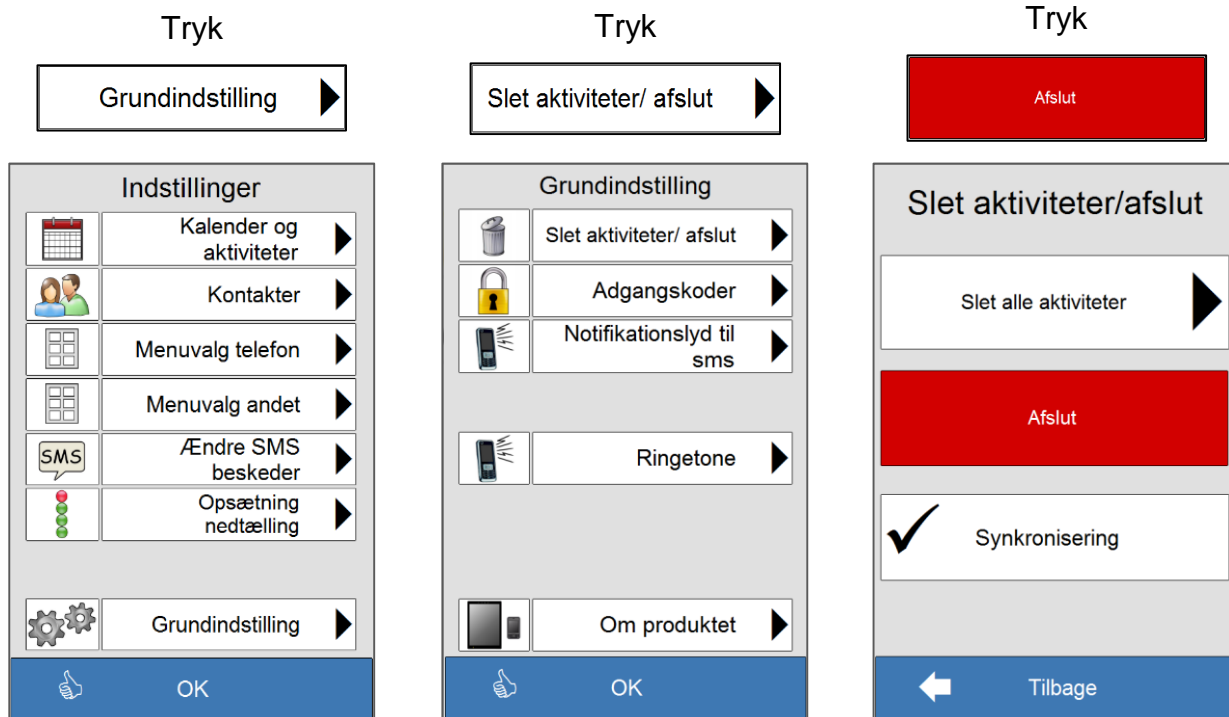 Tryk
Grundindstilling
Indstillinger
Kalender og
aktiviteter
Kontakter
Menuvalg telefon
Menuvalg andet
SMS
Ændre SMS
beskeder
Opsætning
nedtælling
Grundindstilling
OK
Tryk
Slet aktiviteter/ afslut
Grundindstilling
Slet aktiviteter/ afslut
Adgangskoder
Notifikationslyd til
sms
Ringetone
Om produktet
OK
Tryk
Afslut
Slet aktiviteter/afslut
Slet alle aktiviteter
Afslut
Synkronisering
Tilbage